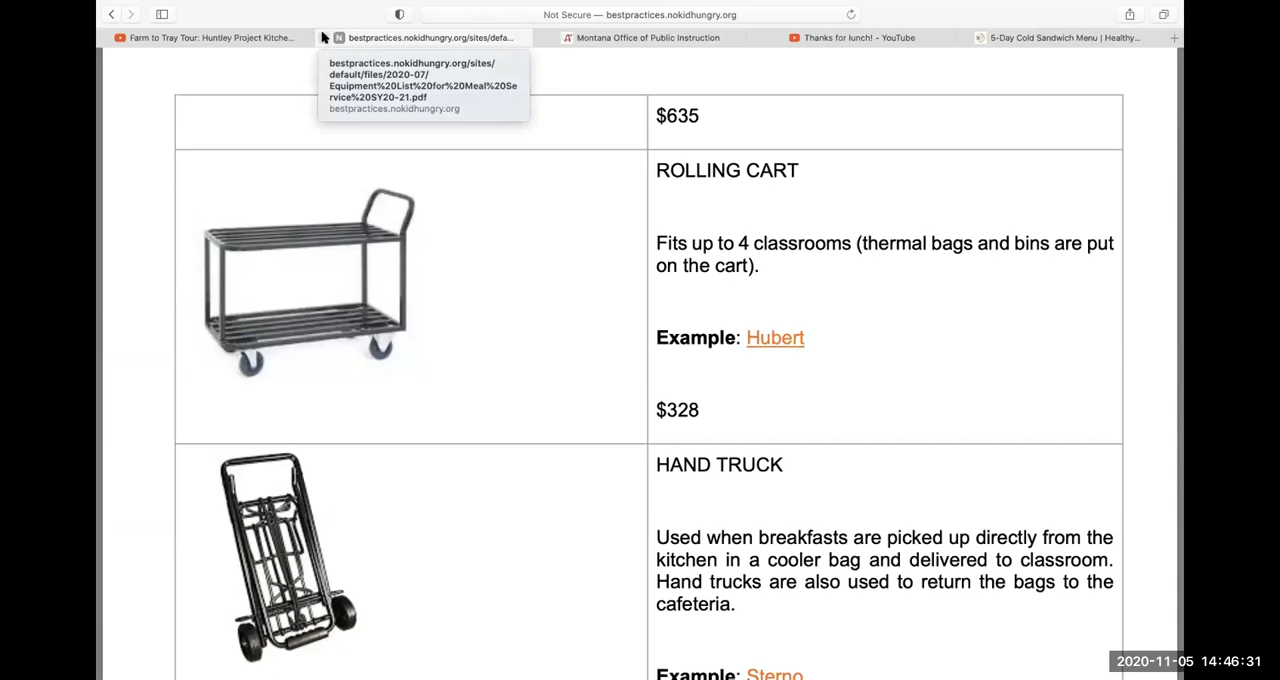 Not Secure — bestpractices.nokidhungry.org
Farm to Tray Tour: Huntley Project Kitche...
N bestpractices.nokidhungry.org/sites/defa...
Montana Office of Public Instruction
Thanks for lunch! - YouTube
5-Day Cold Sandwich Menu | Healthy...
bestpractices.nokidhungry.org/sites/
default/files/2020-07/
Equipment%20List%20for%20Meal%20Se
rvice%20SY20-21.pdf
bestpractices.nokidhungry.org
$635
ROLLING CART
Fits up to 4 classrooms (thermal bags and bins are put
on the cart).
Example: Hubert
$328
HAND TRUCK
Used when breakfasts are picked up directly from the
kitchen in a cooler bag and delivered to classroom.
Hand trucks are also used to return the bags to the
cafeteria.
Example: Sterno
2020-11-05 14:46:31